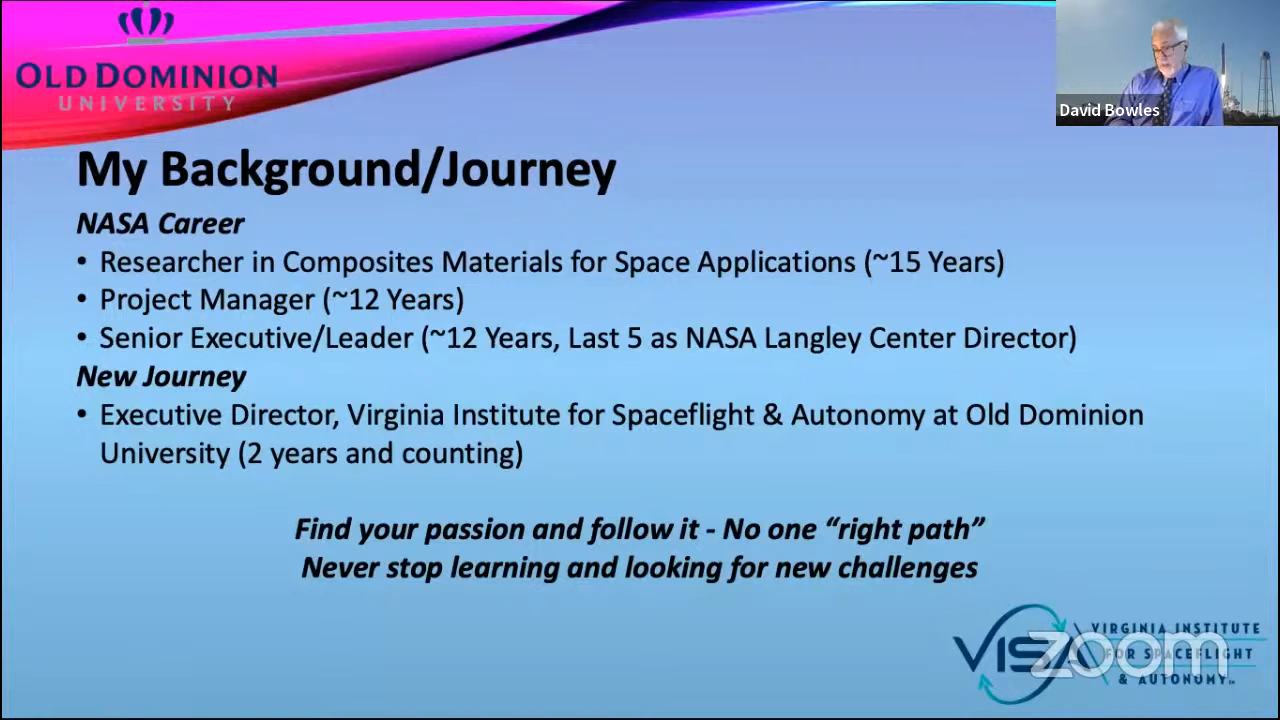 OLD DOMINION
UNIVERSITY
David Bowles
My Background/Journey
NASA Career
• Researcher in Composites Materials for Space Applications (~15 Years)
• Project Manager (~12 Years)
• Senior Executive/Leader (~12 Years, Last 5 as NASA Langley Center Director)
New Journey
• Executive Director, Virginia Institute for Spaceflight & Autonomy at Old Dominion
University (2 years and counting)
Find your passion and follow it - No one “right path”
Never stop learning and looking for new challenges
VISA
VIRGINIA INSTITUTE
FOR SPACEFLIGHT
& AUTONOMY
zoom